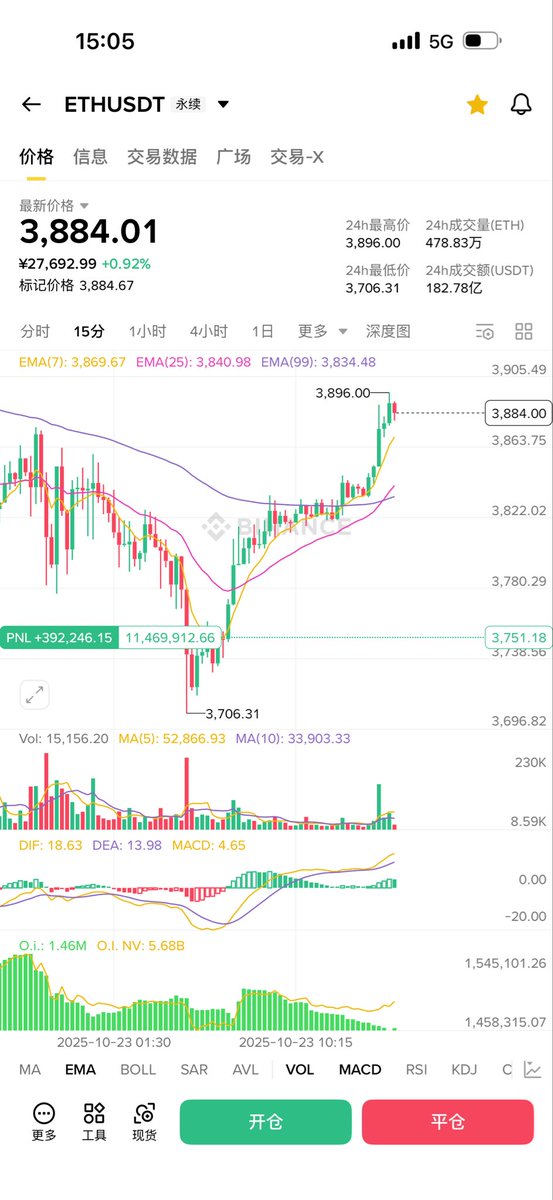 15:05 5G
ETHUSDT 永续
价格 信息 交易数据 广场 交易-X
最新价格
3,884.01
¥27,692.99 +0.92%
标记价格 3,884.67
24h最高价 24h成交量(ETH)
3,896.00 478.83万
24h最低价 24h成交额(USDT)
3,706.31 182.78亿
分时 15分 1小时 4小时 1日 更多 深度图
EMA(7): 3,869.67 EMA(25): 3,840.98 EMA(99): 3,834.48
3,905.49
3,896.00
3,884.00
3,863.75
3,822.02
BINANCE
3,780.29
PNL +392,246.15 11,469,912.66 3,751.18
3,738.56
3,706.31
3,696.82
Vol: 15,156.20 MA(5): 52,866.93 MA(10): 33,903.33
230K
8.59K
DIF: 18.63 DEA: 13.98 MACD: 4.65
0.00
-20.00
O.i.: 1.46M O.I. NV: 5.68B
1,545,101.26
1,458,315.07
2025-10-23 01:30 2025-10-23 10:15
MA EMA BOLL SAR AVL VOL MACD RSI KDJ
更多 工具 现货 开仓 平仓